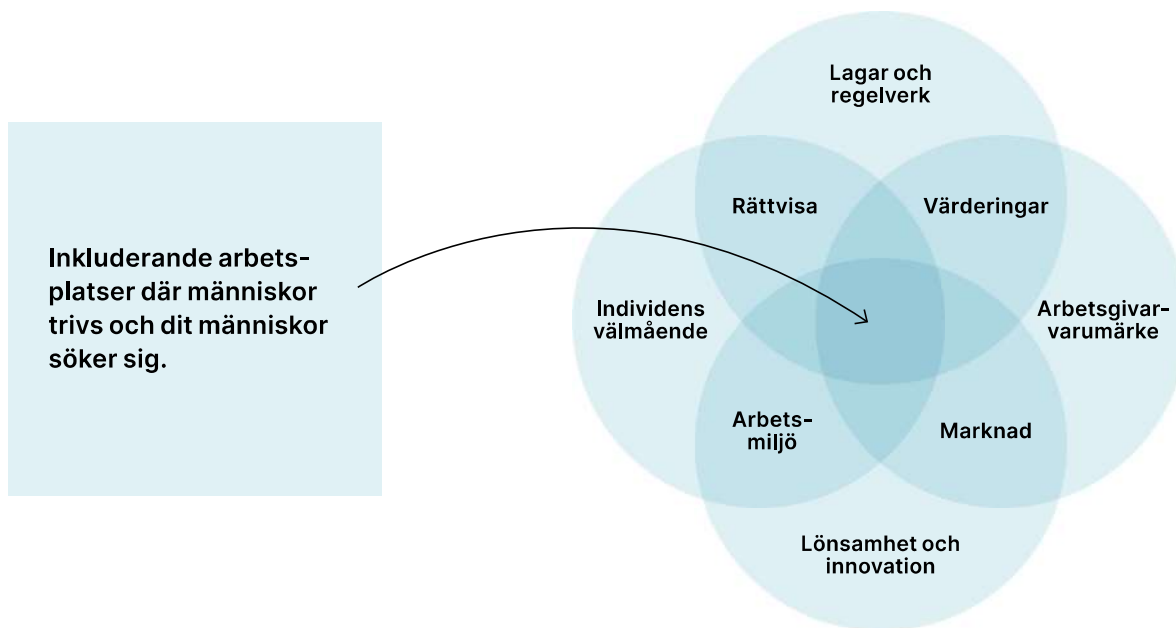 Inkluderande arbets-
platser där människor
trivs och dit människor
söker sig.
Lagar och
regelverk
Rättvisa
Värderingar
Individens
välmående
Arbetsgivar-
varumärke
Arbets-
miljö
Marknad
Lönsamhet och
innovation